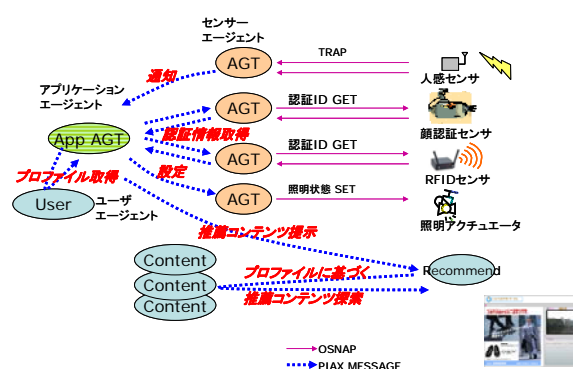 センサー
エージェント
TRAP
AGT
通知
人感センサ
アプリケーション
エージェント
認証ID GET
AGT
顔認証センサ
App AGT
認証情報取得
認証ID GET
AGT
RFIDセンサ
プロファイル取得
設定
照明状態 SET
AGT
User
ユーザ
エージェント
照明アクチュエータ
推薦コンテンツ提示
Content
プロファイルに基づく
Recommend
Content
推薦コンテンツ探索
Content
OSNAP
PIAX MESSAGE